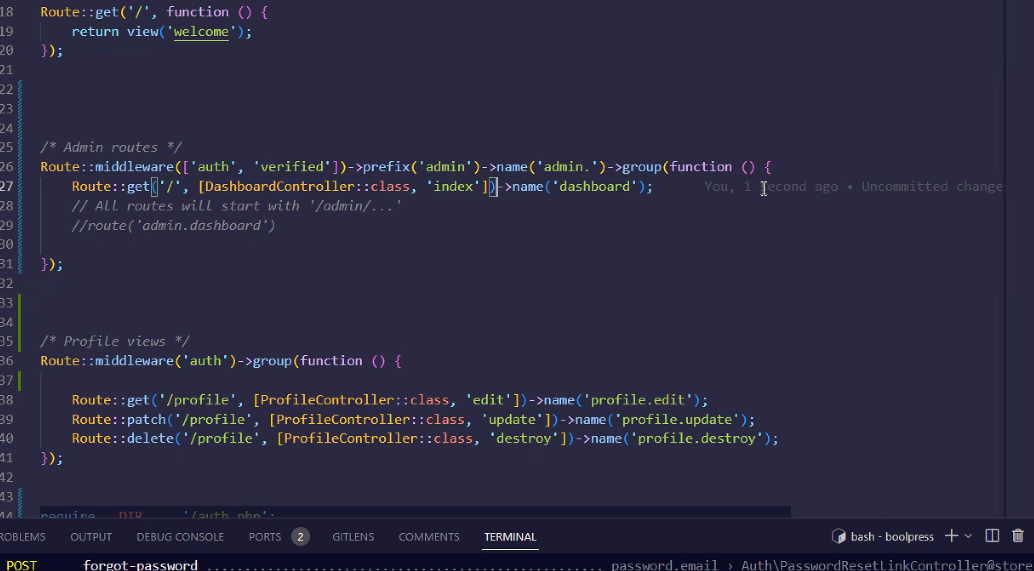 18 Route::get('/', function () {
19 return view('welcome');
20 });
21
22
23
24
25 /* Admin routes */
26 Route::middleware(['auth', 'verified'])->prefix('admin')->name('admin.')->group(function () {
27 Route::get('/', [DashboardController::class, 'index'])->name('dashboard'); You, 1 second ago • Uncommitted changes
28 // All routes will start with '/admin/...'
29 //route('admin.dashboard')
30
31 });
32
33
34
35 /* Profile views */
36 Route::middleware('auth')->group(function () {
37
38 Route::get('/profile', [ProfileController::class, 'edit'])->name('profile.edit');
39 Route::patch('/profile', [ProfileController::class, 'update'])->name('profile.update');
40 Route::delete('/profile', [ProfileController::class, 'destroy'])->name('profile.destroy');
41 });
42
43
44 require __DIR__ . '/auth.php';
ROBLEMS OUTPUT DEBUG CONSOLE PORTS 2 GITLENS COMMENTS TERMINAL bash - boolpress
POST forgot-password ........................................ password.email › Auth\PasswordResetLinkController@store